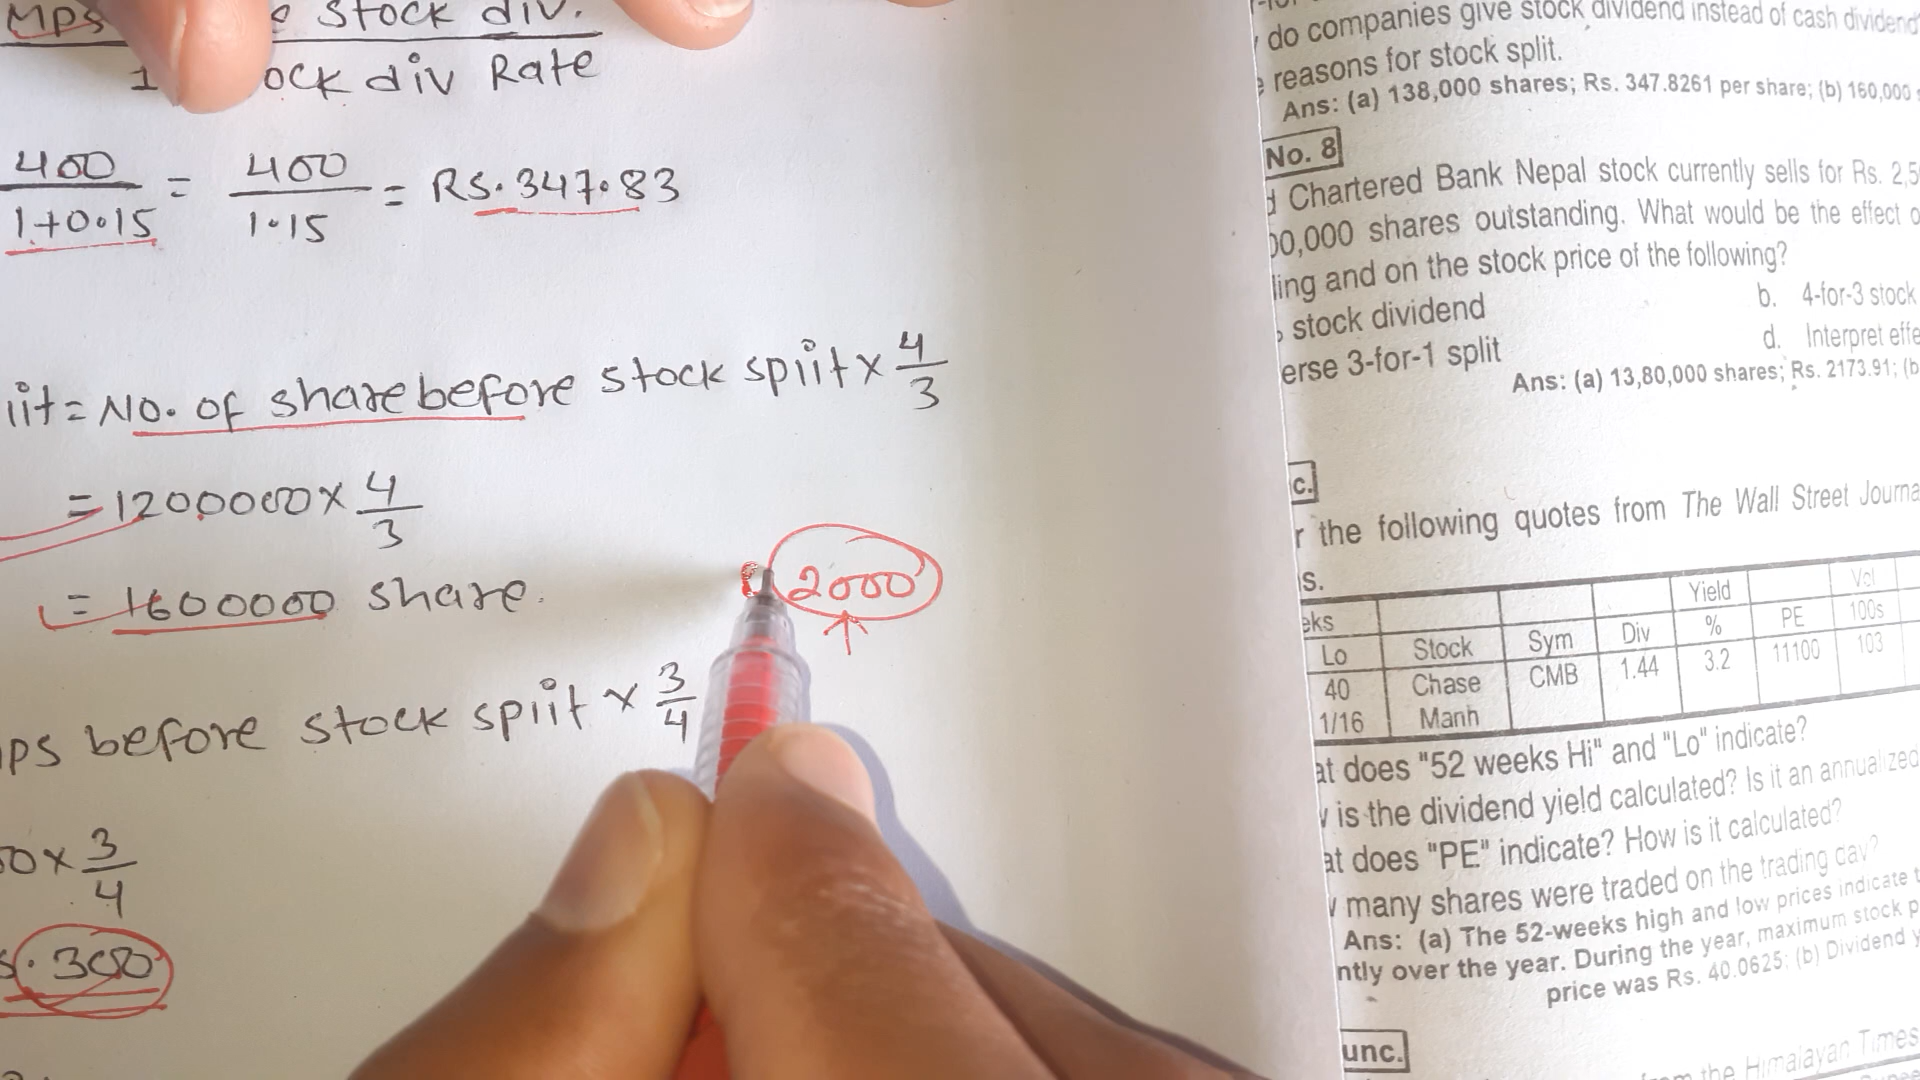 MPS stock div.
1 ock div Rate
400 / 1+0.15 = 400 / 1.15 = RS. 347.83
iit = No. of share before stock spiit × 4/3
= 1200000 × 4/3
= 1600000 share.
2000
PS before stock spiit × 3/4
0 × 3/4
s. 300
do companies give stock dividend instead of cash dividend
reasons for stock split.
Ans: (a) 138,000 shares; Rs. 347.8261 per share; (b) 160,000
No. 8
d Chartered Bank Nepal stock currently sells for Rs. 2,5
00,000 shares outstanding. What would be the effect o
ling and on the stock price of the following?
stock dividend b. 4-for-3 stock
erse 3-for-1 split d. Interpret effe
Ans: (a) 13,80,000 shares; Rs. 2173.91; (b
c.
r the following quotes from The Wall Street Journa
s.
eks Yield Vol
Lo Stock Sym Div % PE 100s
40 Chase CMB 1.44 3.2 11100 103
1/16 Manh
at does "52 weeks Hi" and "Lo" indicate?
is the dividend yield calculated? Is it an annualized
at does "PE" indicate? How is it calculated?
many shares were traded on the trading day?
Ans: (a) The 52-weeks high and low prices indicate t
ntly over the year. During the year, maximum stock p
price was Rs. 40.0625; (b) Dividend y
unc.
the Himalayan Times